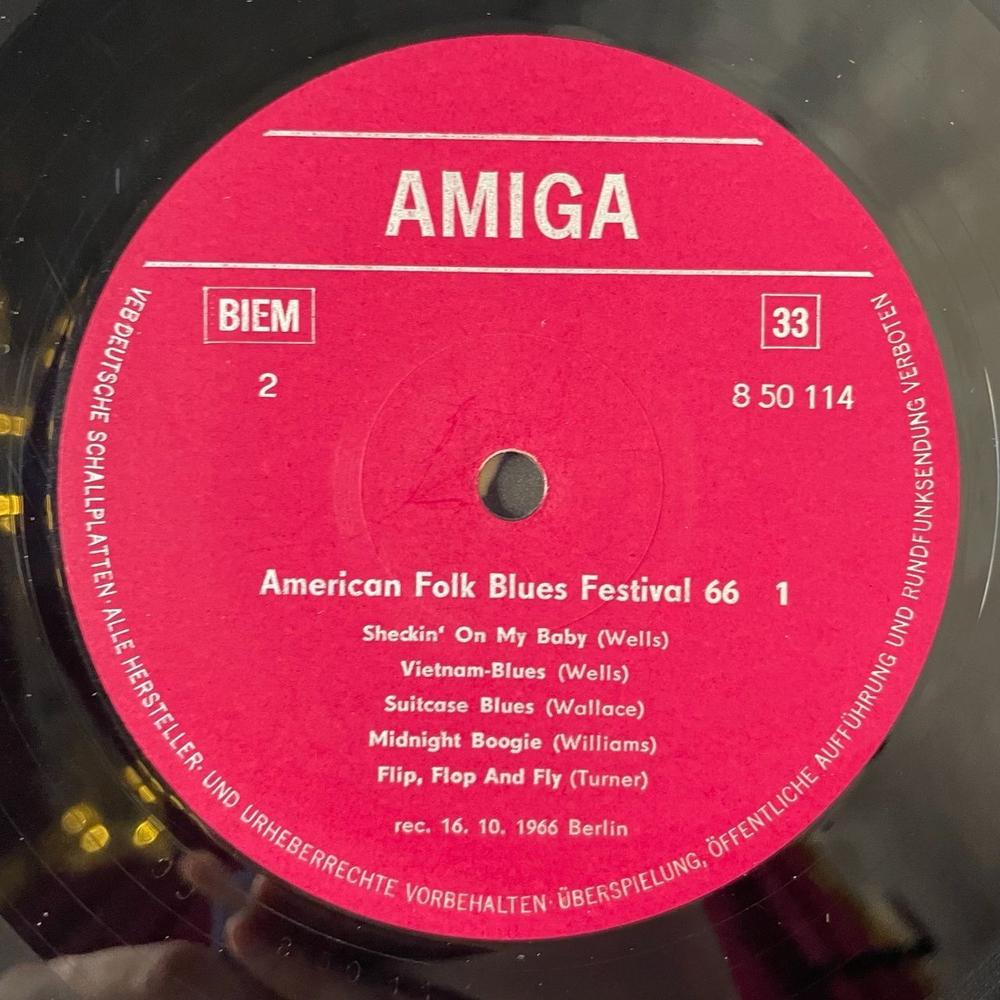 AMIGA
BIEM
33
2
8 50 114
American Folk Blues Festival 66 1
Sheckin' On My Baby (Wells)
Vietnam-Blues (Wells)
Suitcase Blues (Wallace)
Midnight Boogie (Williams)
Flip, Flop And Fly (Turner)
rec. 16. 10. 1966 Berlin
VEB DEUTSCHE SCHALLPLATTEN · ALLE HERSTELLER- UND URHEBERRECHTE VORBEHALTEN · ÜBERSPIELUNG, ÖFFENTLICHE AUFFÜHRUNG UND RUNDFUNKSENDUNG VERBOTEN